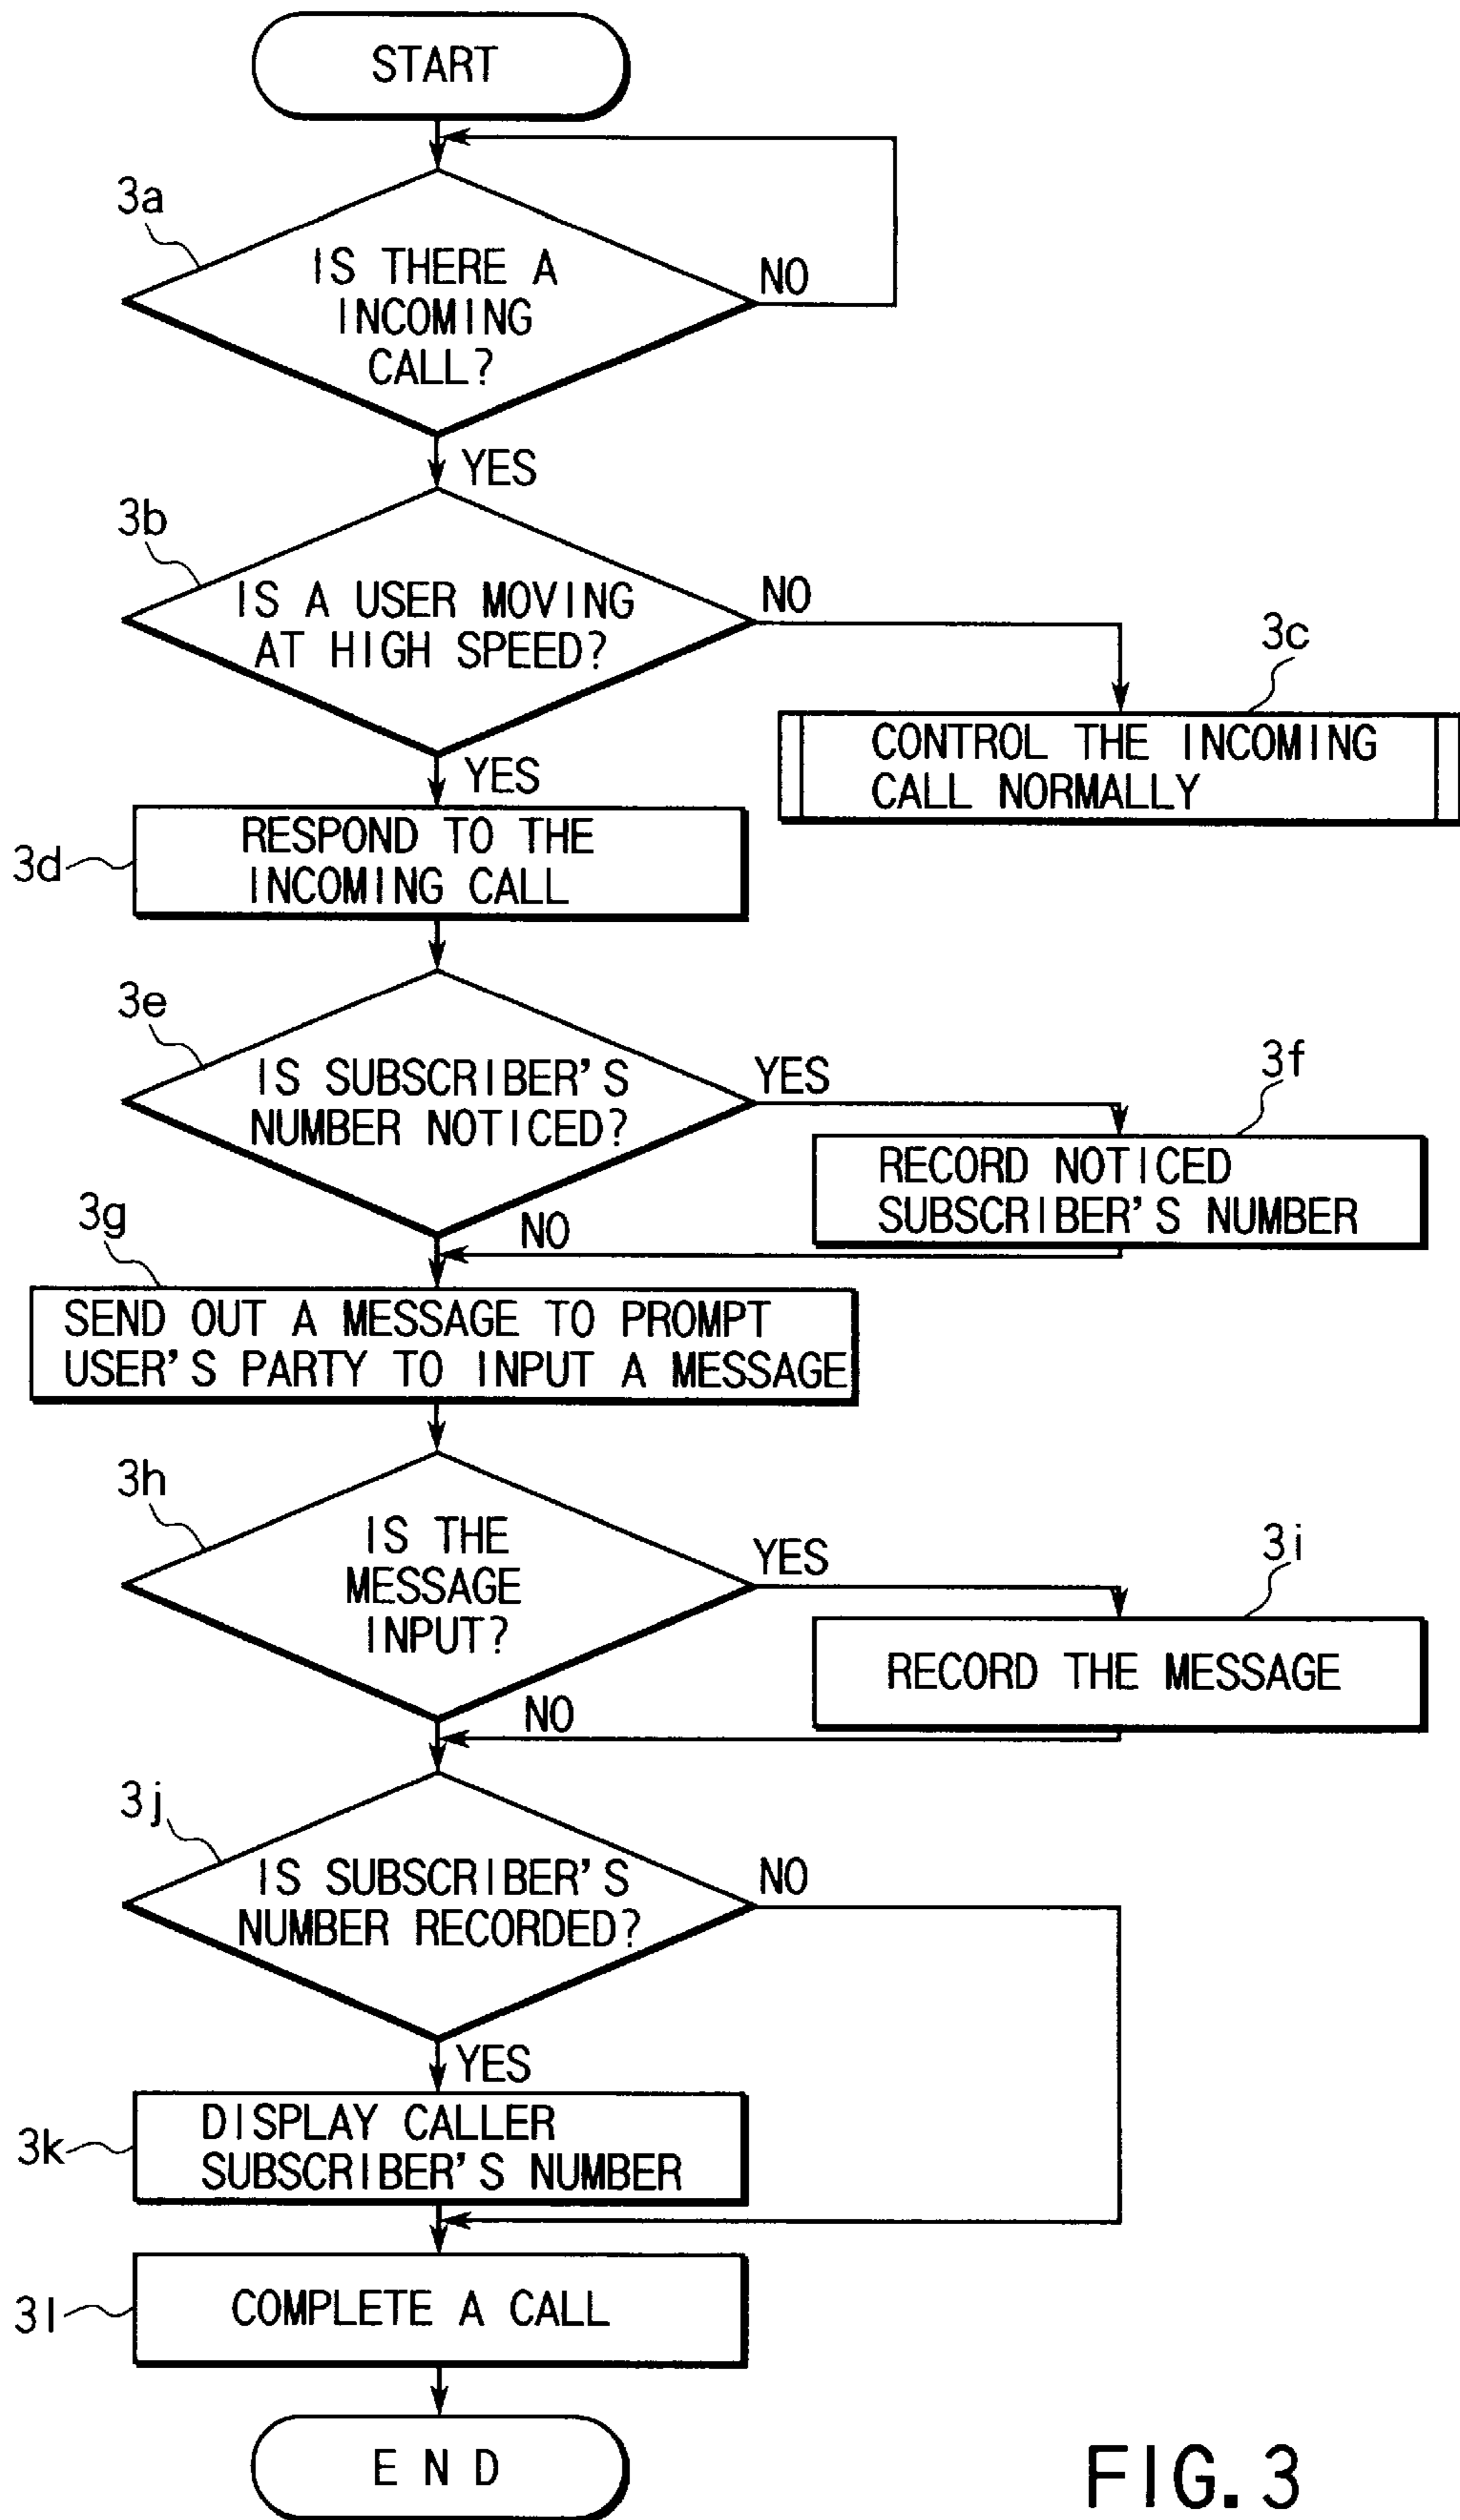 START
3a
IS THERE A
INCOMING
CALL?
NO
YES
3b
IS A USER MOVING
AT HIGH SPEED?
NO
3c
CONTROL THE INCOMING
CALL NORMALLY
YES
3d
RESPOND TO THE
INCOMING CALL
3e
IS SUBSCRIBER'S
NUMBER NOTICED?
YES
3f
RECORD NOTICED
SUBSCRIBER'S NUMBER
NO
3g
SEND OUT A MESSAGE TO PROMPT
USER'S PARTY TO INPUT A MESSAGE
3h
IS THE
MESSAGE
INPUT?
YES
3i
RECORD THE MESSAGE
NO
3j
IS SUBSCRIBER'S
NUMBER RECORDED?
NO
YES
3k
DISPLAY CALLER
SUBSCRIBER'S NUMBER
3l
COMPLETE A CALL
END
FIG. 3